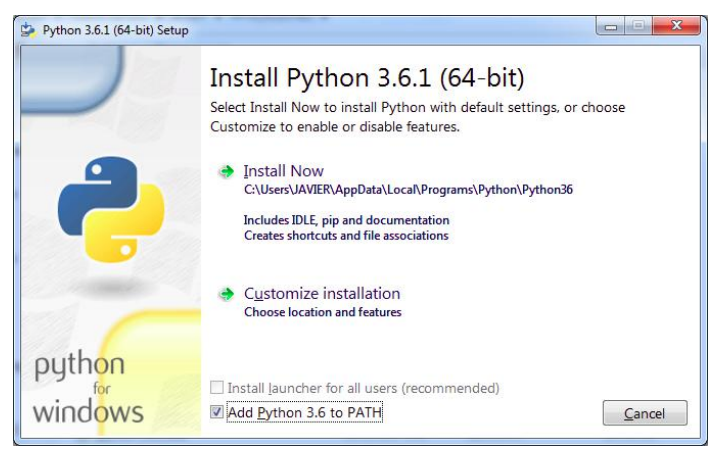 Python 3.6.1 (64-bit) Setup
Install Python 3.6.1 (64-bit)
Select Install Now to install Python with default settings, or choose
Customize to enable or disable features.
Install Now
C:\Users\JAVIER\AppData\Local\Programs\Python\Python36
Includes IDLE, pip and documentation
Creates shortcuts and file associations
Customize installation
Choose location and features
python
for
windows
Install launcher for all users (recommended)
Add Python 3.6 to PATH
Cancel